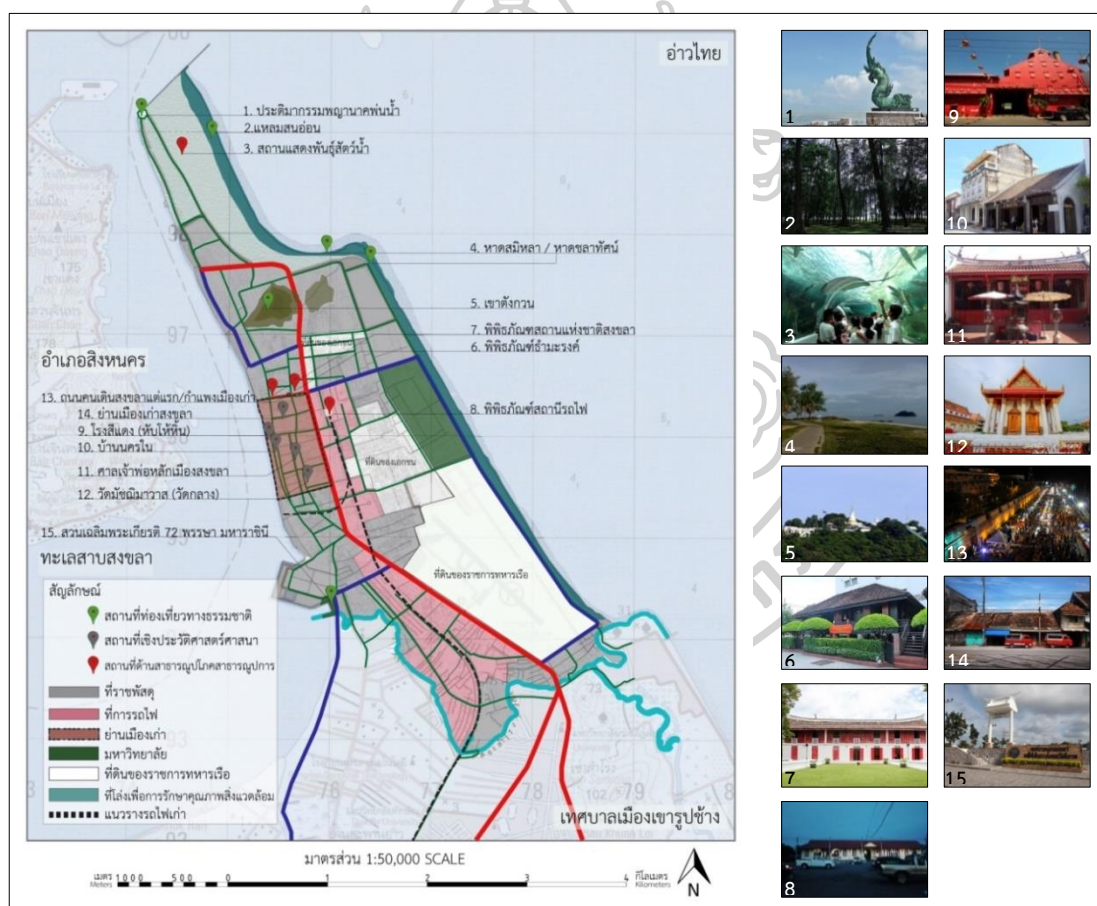 อ่าวไทย
1. ประติมากรรมพญานาคพ่นน้ำ
2.แหลมสนอ่อน
3. สถานแสดงพันธุ์สัตว์น้ำ
4. หาดสมิหลา / หาดชลาทัศน์
5. เขาตังกวน
7. พิพิธภัณฑสถานแห่งชาติสงขลา
6. พิพิธภัณฑ์ธำมะรงค์
อำเภอสิงหนคร
13. ถนนคนเดินสงขลาแต่แรก/กำแพงเมืองเก่า
14. ย่านเมืองเก่าสงขลา
9. โรงสีแดง (หับโห้หิ้น)
10. บ้านนครใน
11. ศาลเจ้าพ่อหลักเมืองสงขลา
12. วัดมัชฌิมาวาส (วัดกลาง)
8. พิพิธภัณฑ์สถานีรถไฟ
ที่ดินของเอกชน
15. สวนเฉลิมพระเกียรติ 72 พรรษา มหาราชินี
ทะเลสาบสงขลา
ที่ดินของราชการทหารเรือ
สัญลักษณ์
สถานที่ท่องเที่ยวทางธรรมชาติ
สถานที่เชิงประวัติศาสตร์ศาสนา
สถานที่ด้านสาธารณูปโภคสาธารณูปการ
ที่ราชพัสดุ
ที่การรถไฟ
ย่านเมืองเก่า
มหาวิทยาลัย
ที่ดินของราชการทหารเรือ
ที่โล่งเพื่อการรักษาคุณภาพสิ่งแวดล้อม
แนวรางรถไฟเก่า
เทศบาลเมืองเขารูปช้าง
98
97
76
77
78
มาตรส่วน 1:50,000 SCALE
เมตร 1000 500 0 1 2 3 4 กิโลเมตร
Meters Kilometers
N
1
2
3
4
5
6
7
8
9
10
11
12
13
14
15